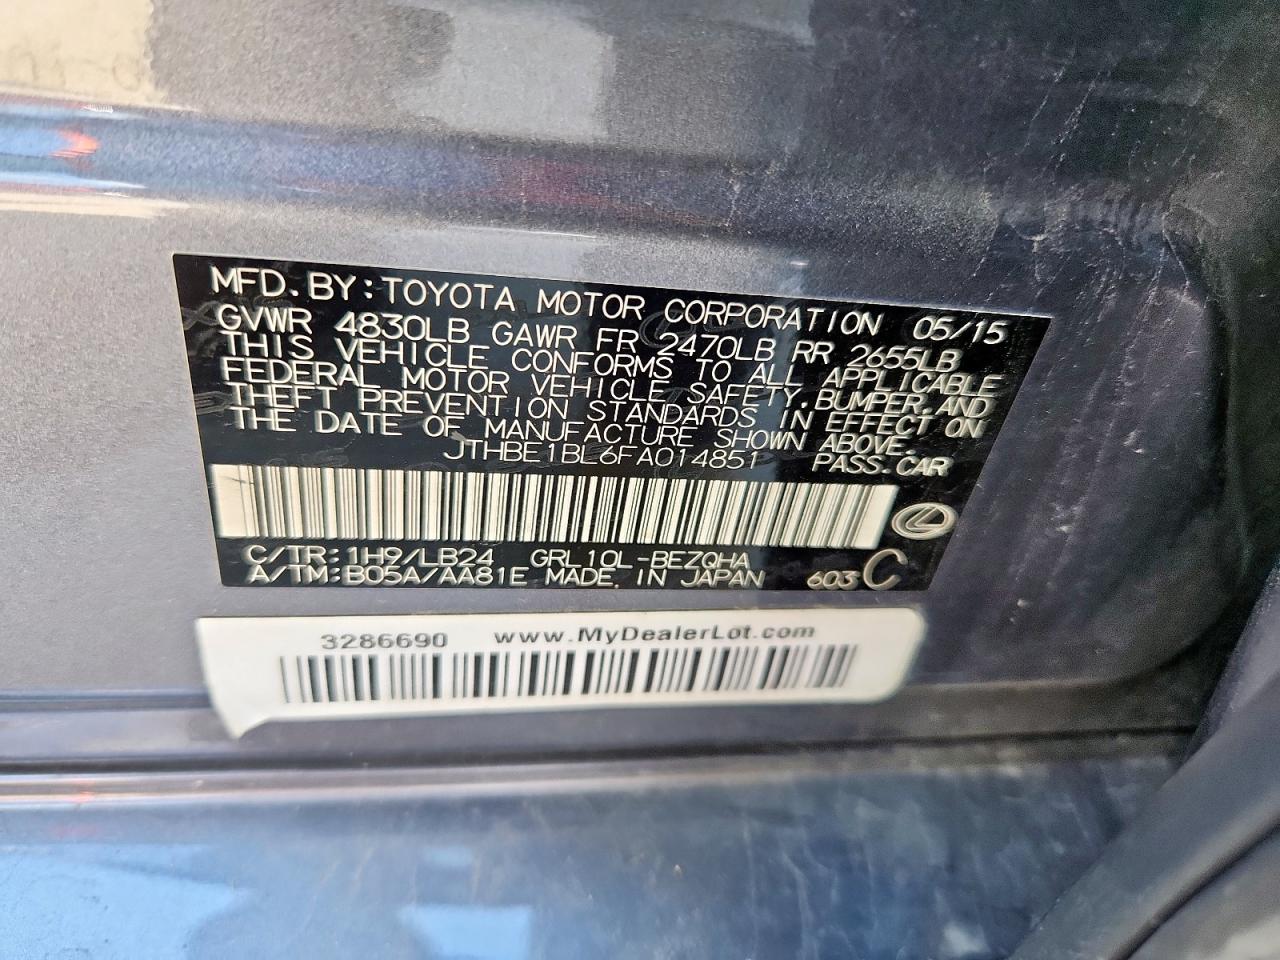 MFD. BY: TOYOTA MOTOR CORPORATION 05/15
GVWR 4830LB GAWR FR 2470LB RR 2655LB
THIS VEHICLE CONFORMS TO ALL APPLICABLE
FEDERAL MOTOR VEHICLE SAFETY, BUMPER, AND
THEFT PREVENTION STANDARDS IN EFFECT ON
THE DATE OF MANUFACTURE SHOWN ABOVE.
JTHBE1BL6FA014851 PASS. CAR
C/TR: 1H9/LB24 GRL10L-BEZQHA
A/TM: B05A/AA81E MADE IN JAPAN 603 C
3286690 www.MyDealerLot.com